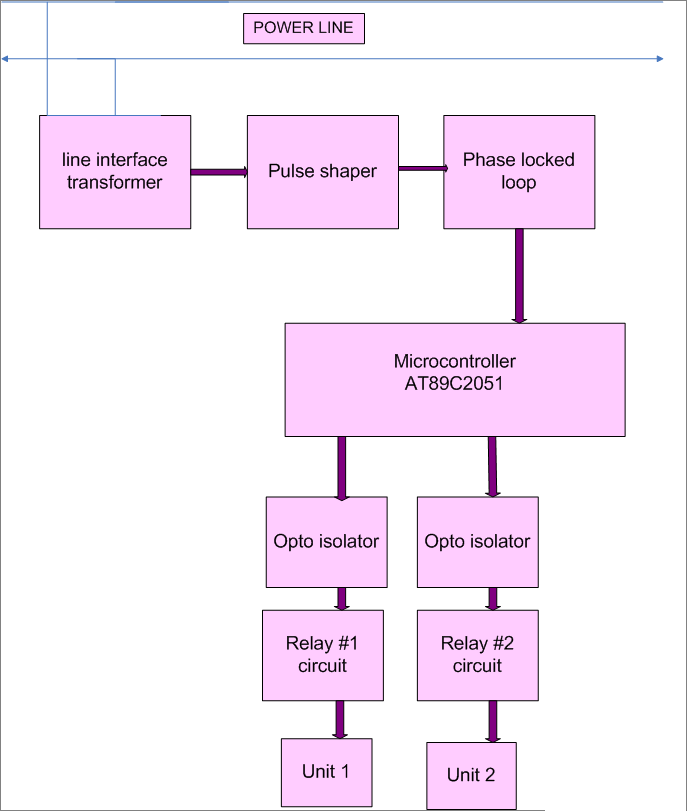 POWER LINE
line interface
transformer
Pulse shaper
Phase locked
loop
Microcontroller
AT89C2051
Opto isolator
Opto isolator
Relay #1
circuit
Relay #2
circuit
Unit 1
Unit 2